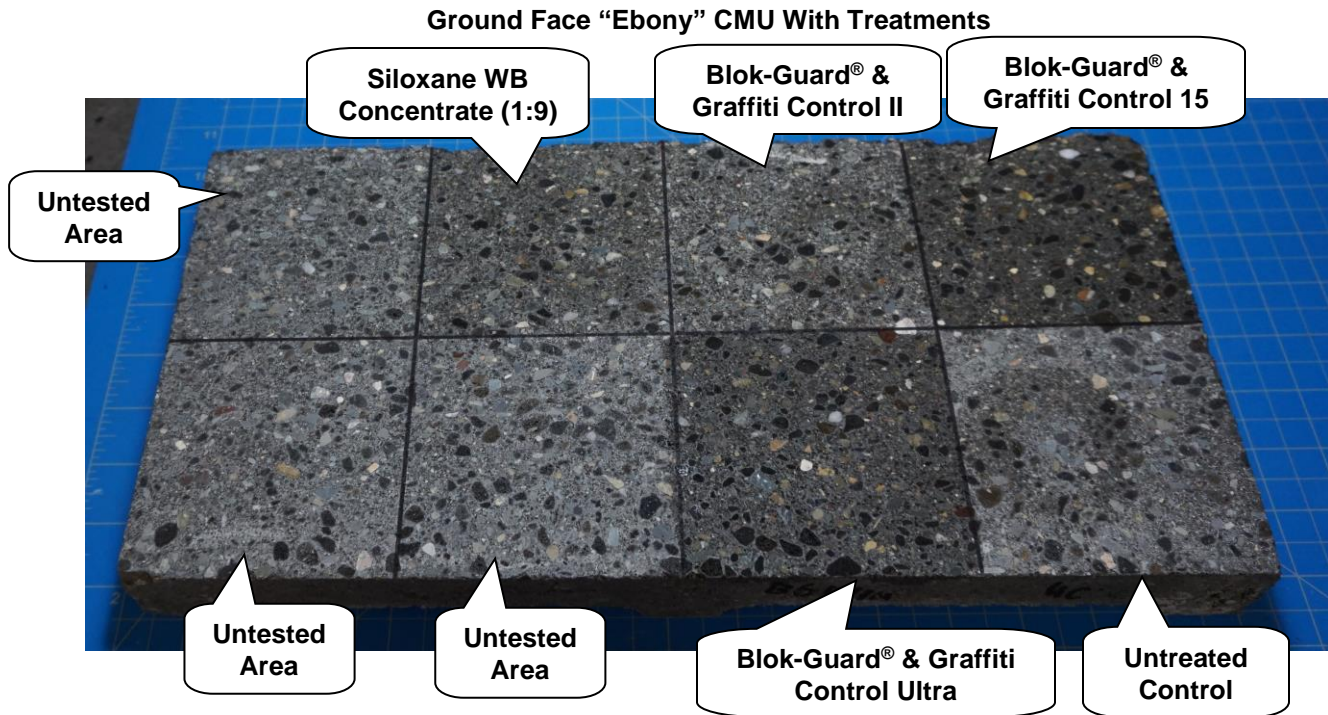 Ground Face “Ebony” CMU With Treatments
Siloxane WB
Concentrate (1:9)
Blok-Guard® &
Graffiti Control II
Blok-Guard® &
Graffiti Control 15
Untested
Area
Untested
Area
Untested
Area
Blok-Guard® & Graffiti
Control Ultra
Untreated
Control